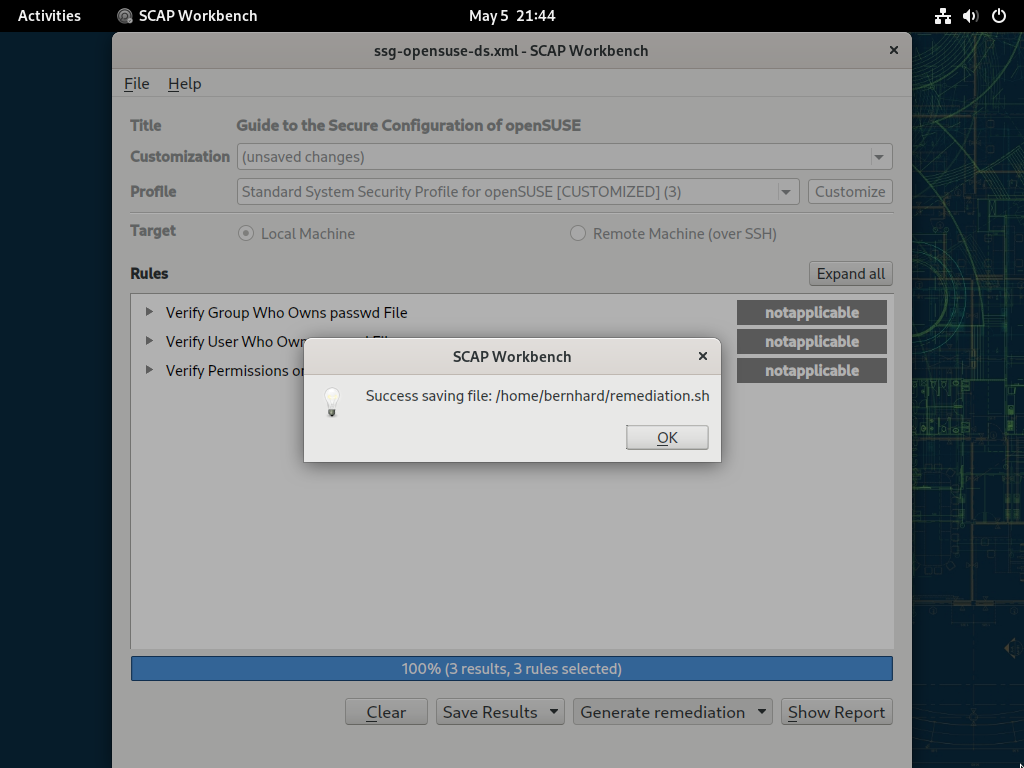 Activities SCAP Workbench May 5 21:44
ssg-opensuse-ds.xml - SCAP Workbench
File Help
Title Guide to the Secure Configuration of openSUSE
Customization (unsaved changes)
Profile Standard System Security Profile for openSUSE [CUSTOMIZED] (3) Customize
Target Local Machine Remote Machine (over SSH)
Rules Expand all
Verify Group Who Owns passwd File notapplicable
Verify User Who notapplicable
Verify Permissions notapplicable
SCAP Workbench
Success saving file: /home/bernhard/remediation.sh
OK
100% (3 results, 3 rules selected)
Clear Save Results Generate remediation Show Report